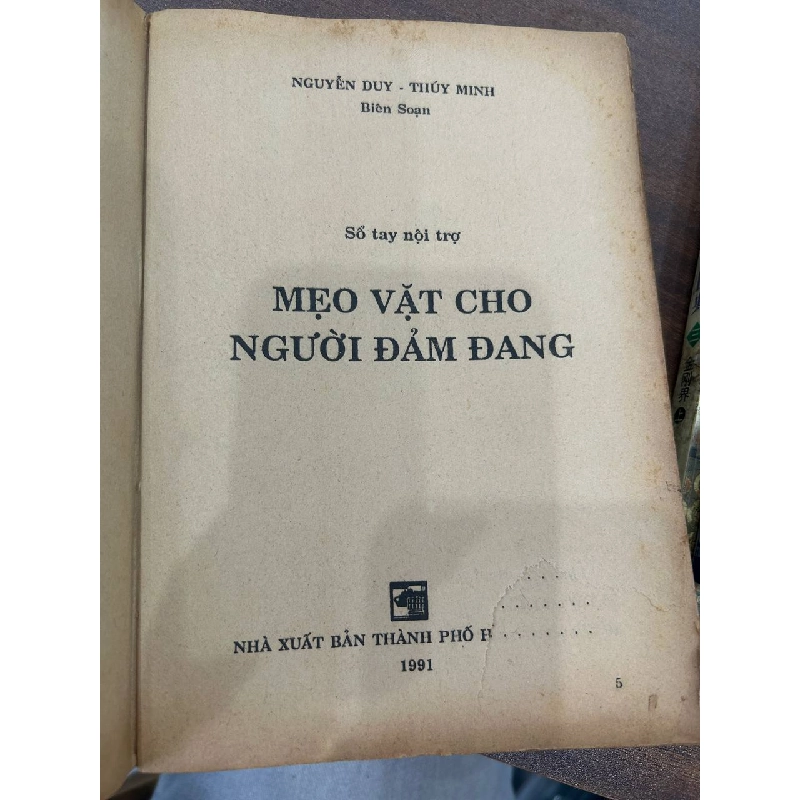 NGUYỄN DUY - THÚY MINH
Biên Soạn
Sổ tay nội trợ
MẸO VẶT CHO
NGƯỜI ĐẢM ĐANG
NHÀ XUẤT BẢN THÀNH PHỐ H
1991
5